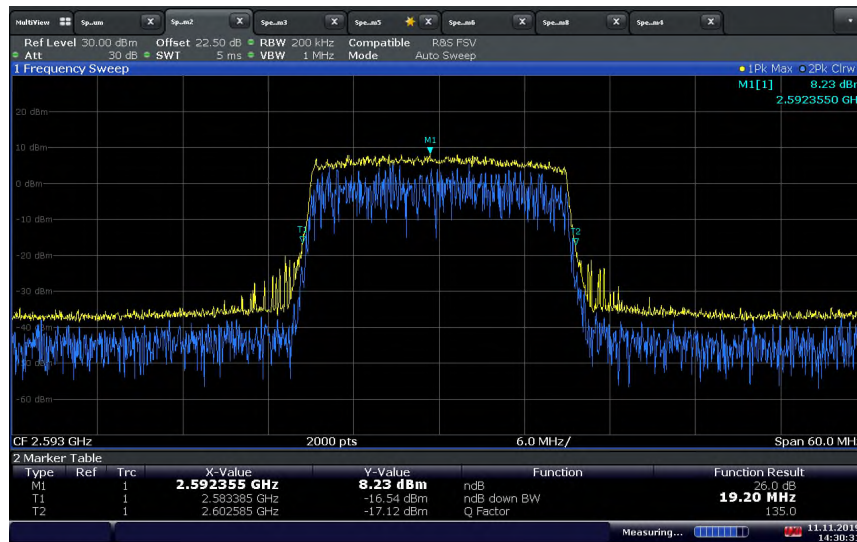 MultiView Sp...um X Sp...m2 X Spe...m3 X Spe...m5 X Spe...m6 X Spe...m8 X Spe...m4 X
Ref Level 30.00 dBm Offset 22.50 dB RBW 200 kHz Compatible R&S FSV
Att 30 dB SWT 5 ms VBW 1 MHz Mode Auto Sweep
1 Frequency Sweep 1Pk Max 2Pk Clrw
M1[1] 8.23 dBm
2.5923550 GH
20 dBm
10 dBm
M1
0 dBm
-10 dBm
T1
T2
-20 dBm
-30 dBm
-40 dBm
-60 dBm
CF 2.593 GHz 2000 pts 6.0 MHz/ Span 60.0 MHz
2 Marker Table
Type Ref Trc X-Value Y-Value Function Function Result
M1 1 2.592355 GHz 8.23 dBm ndB 26.0 dB
T1 1 2.583385 GHz -16.54 dBm ndB down BW 19.20 MHz
T2 1 2.602585 GHz -17.12 dBm Q Factor 135.0
Measuring... 11.11.2019
14:30:33